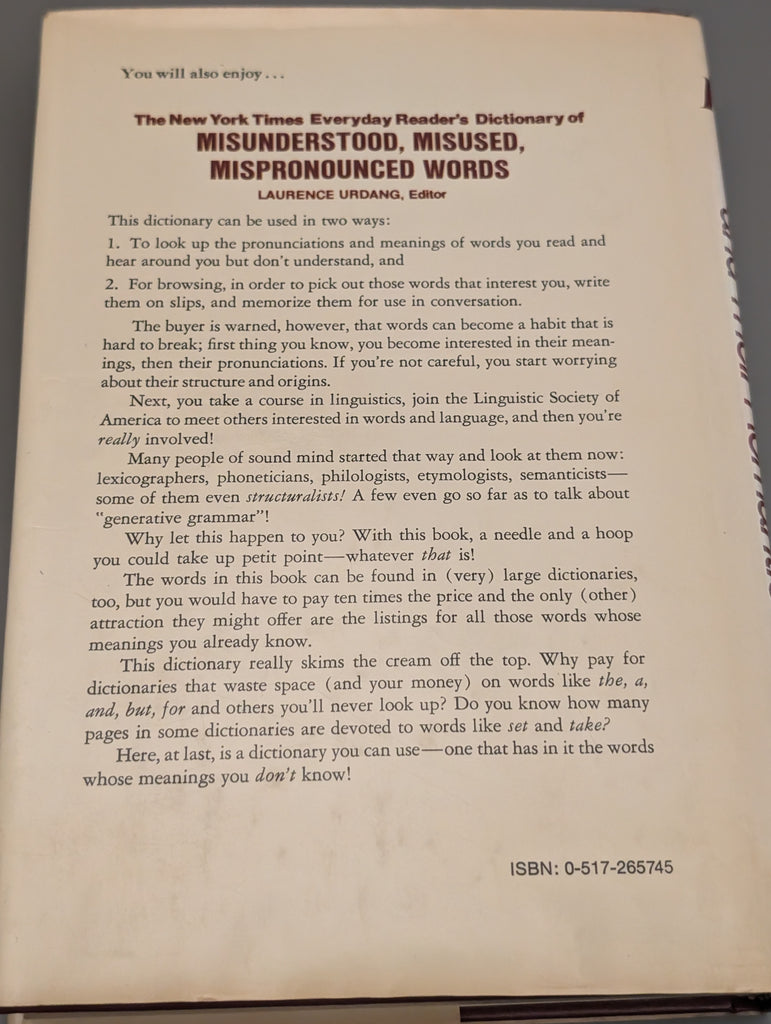 You will also enjoy...
The New York Times Everyday Reader's Dictionary of
MISUNDERSTOOD, MISUSED,
MISPRONOUNCED WORDS
LAURENCE URDANG, Editor
This dictionary can be used in two ways:
1. To look up the pronunciations and meanings of words you read and
hear around you but don't understand, and
2. For browsing, in order to pick out those words that interest you, write
them on slips, and memorize them for use in conversation.
The buyer is warned, however, that words can become a habit that is
hard to break; first thing you know, you become interested in their mean-
ings, then their pronunciations. If you're not careful, you start worrying
about their structure and origins.
Next, you take a course in linguistics, join the Linguistic Society of
America to meet others interested in words and language, and then you're
really involved!
Many people of sound mind started that way and look at them now:
lexicographers, phoneticians, philologists, etymologists, semanticists—
some of them even structuralists! A few even go so far as to talk about
"generative grammar"!
Why let this happen to you? With this book, a needle and a hoop
you could take up petit point—whatever that is!
The words in this book can be found in (very) large dictionaries,
too, but you would have to pay ten times the price and the only (other)
attraction they might offer are the listings for all those words whose
meanings you already know.
This dictionary really skims the cream off the top. Why pay for
dictionaries that waste space (and your money) on words like the, a,
and, but, for and others you'll never look up? Do you know how many
pages in some dictionaries are devoted to words like set and take?
Here, at last, is a dictionary you can use—one that has in it the words
whose meanings you don't know!
ISBN: 0-517-265745